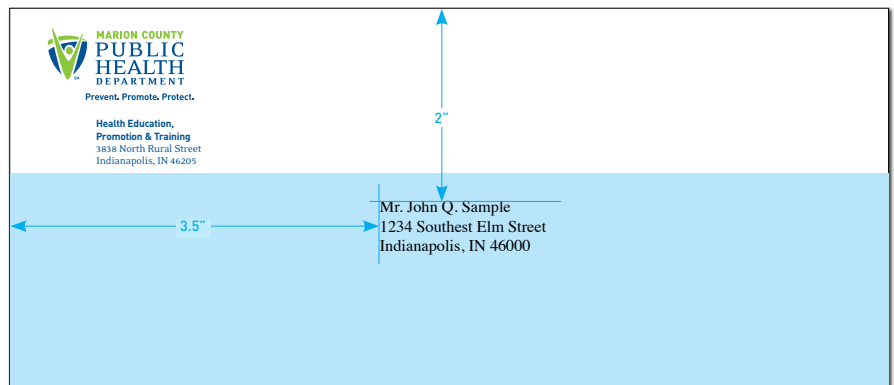 MARION COUNTY
PUBLIC
HEALTH
DEPARTMENT
SM
Prevent. Promote. Protect.
Health Education,
Promotion & Training
3838 North Rural Street
Indianapolis, IN 46205
2"
3.5"
Mr. John Q. Sample
1234 Southest Elm Street
Indianapolis, IN 46000